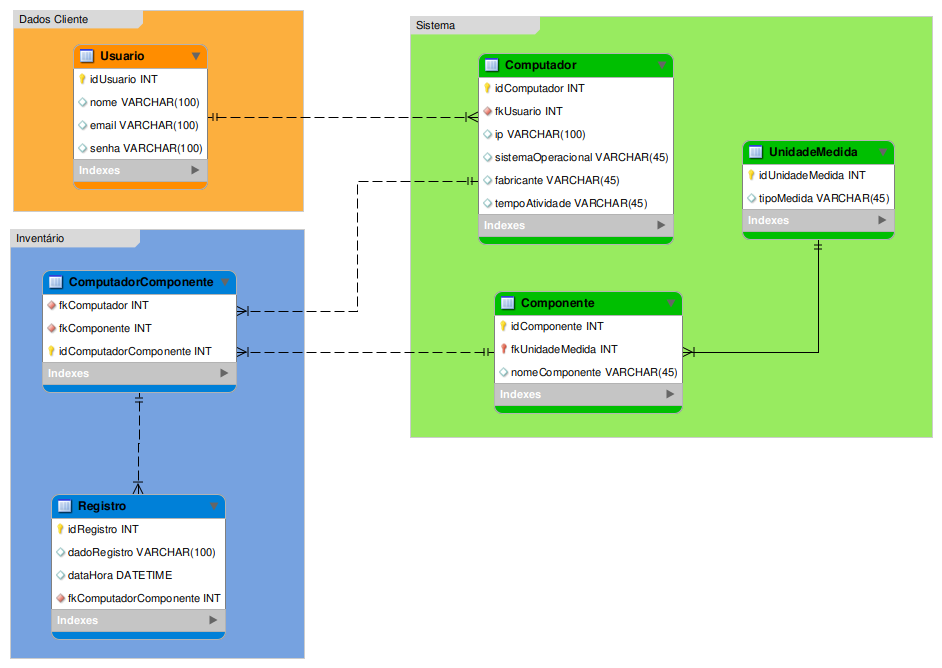 Dados Cliente
Usuario
idUsuario INT
nome VARCHAR(100)
email VARCHAR(100)
senha VARCHAR(100)
Indexes
Sistema
Computador
idComputador INT
fkUsuario INT
ip VARCHAR(100)
sistemaOperacional VARCHAR(45)
fabricante VARCHAR(45)
tempoAtividade VARCHAR(45)
Indexes
UnidadeMedida
idUnidadeMedida INT
tipoMedida VARCHAR(45)
Indexes
Componente
idComponente INT
fkUnidadeMedida INT
nomeComponente VARCHAR(45)
Indexes
Inventário
ComputadorComponente
fkComputador INT
fkComponente INT
idComputadorComponente INT
Indexes
Registro
idRegistro INT
dadoRegistro VARCHAR(100)
dataHora DATETIME
fkComputadorComponente INT
Indexes